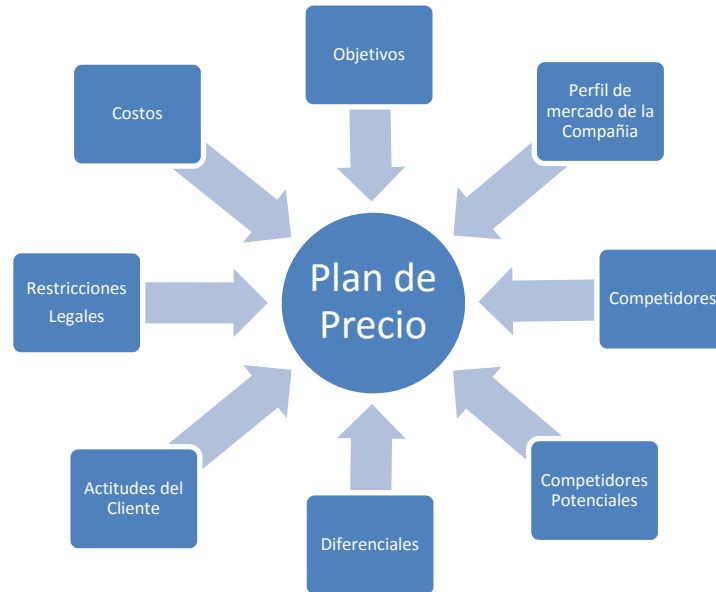 Objetivos
Perfil de
mercado de la
Compañia
Competidores
Competidores
Potenciales
Diferenciales
Actitudes del
Cliente
Restricciones
Legales
Costos
Plan de
Precio